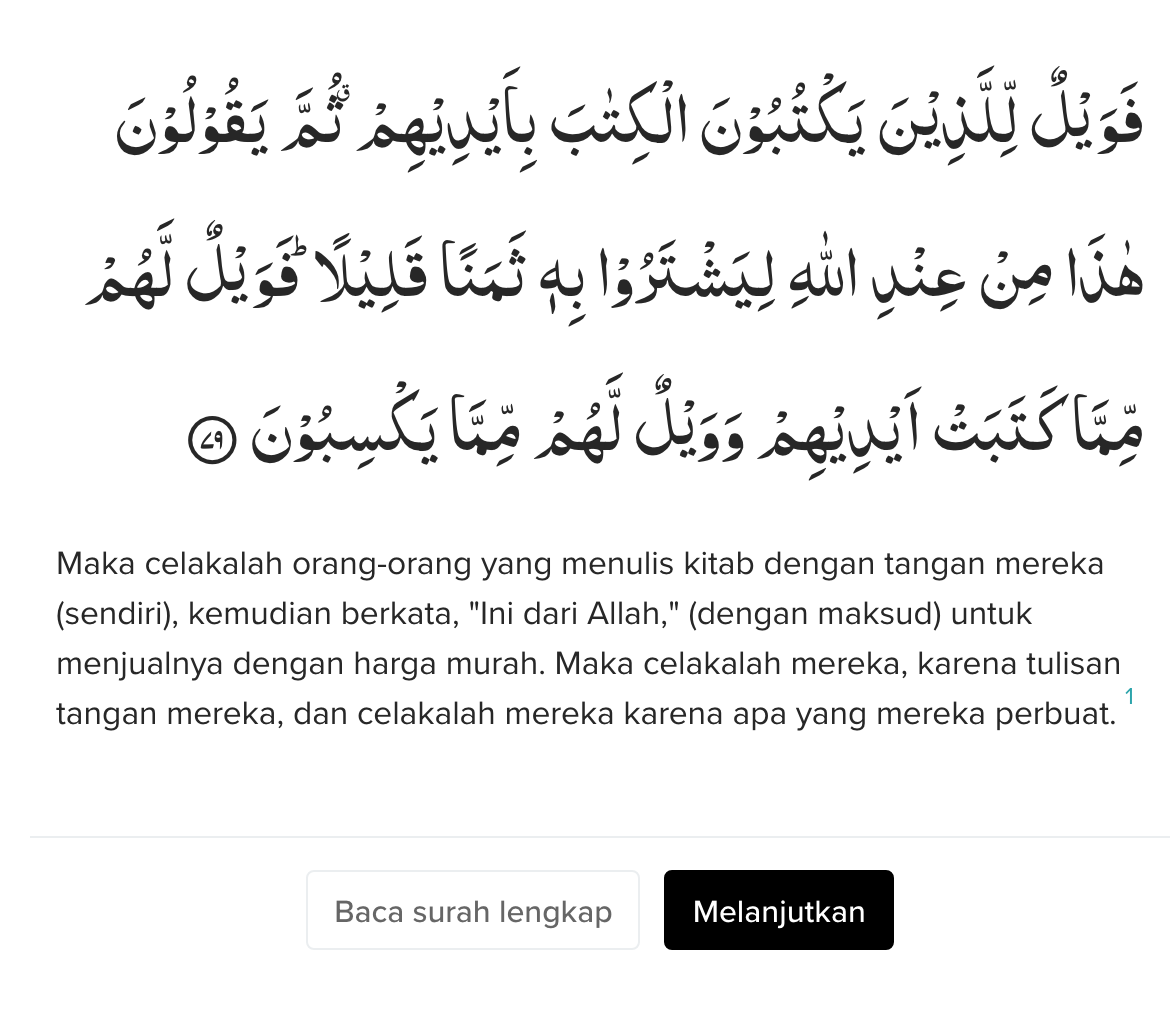 فَوَيْلٌ لِّلَّذِيْنَ يَكْتُبُوْنَ الْكِتٰبَ بِاَيْدِيْهِمْ ثُمَّ يَقُوْلُوْنَ
هٰذَا مِنْ عِنْدِ اللّٰهِ لِيَشْتَرُوْا بِهٖ ثَمَنًا قَلِيْلًاۗ فَوَيْلٌ لَّهُمْ
مِّمَّا كَتَبَتْ اَيْدِيْهِمْ وَوَيْلٌ لَّهُمْ مِّمَّا يَكْسِبُوْنَ ٧٩
Maka celakalah orang-orang yang menulis kitab dengan tangan mereka
(sendiri), kemudian berkata, "Ini dari Allah," (dengan maksud) untuk
menjualnya dengan harga murah. Maka celakalah mereka, karena tulisan
tangan mereka, dan celakalah mereka karena apa yang mereka perbuat. 1
Baca surah lengkap
Melanjutkan